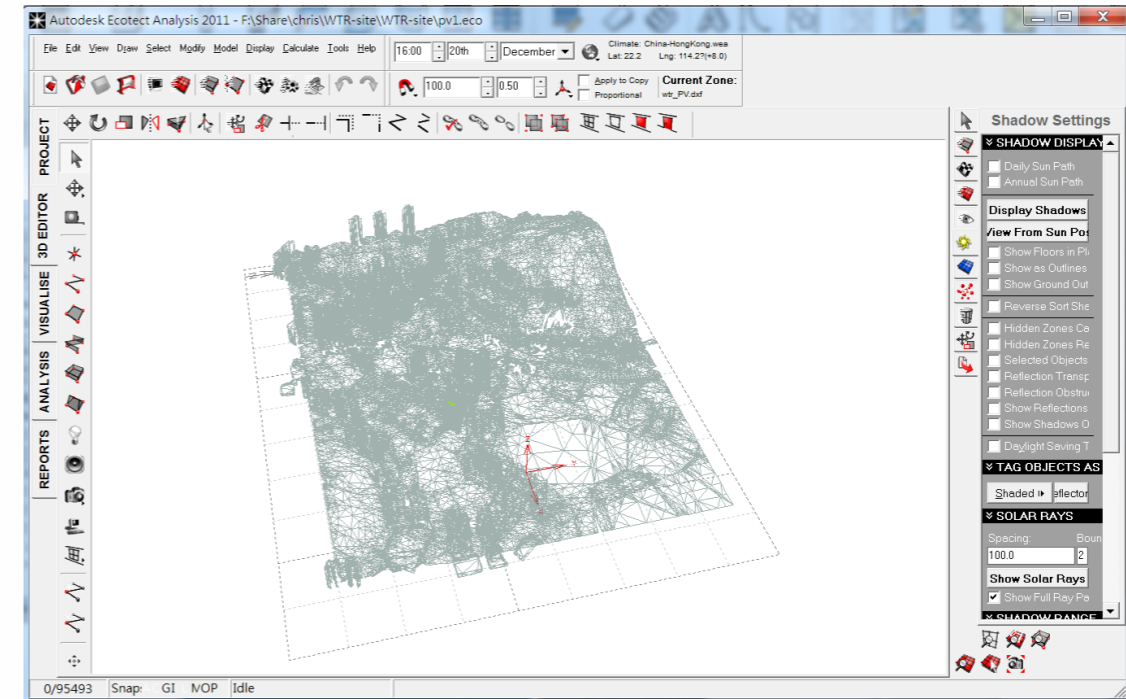 Autodesk Ecotect Analysis 2011 - F:\Share\chris\WTR-site\WTR-site\pv1.eco
File Edit View Draw Select Modify Model Display Calculate Tools Help
16:00 20th December
Climate: China-HongKong.wea
Lat: 22.2 Lng: 114.2?(+8.0)
100.0 0.50
Apply to Copy
Proportional
Current Zone:
wtr_PV.dxf
PROJECT
3D EDITOR
VISUALISE
ANALYSIS
REPORTS
Shadow Settings
SHADOW DISPLAY
Daily Sun Path
Annual Sun Path
Display Shadows
View From Sun Pos
Show Floors in Pl
Show as Outlines
Show Ground Out
Reverse Sort Sha
Hidden Zones Ca
Hidden Zones Re
Selected Objects
Reflection Transp
Reflection Obstru
Show Reflections
Show Shadows O
Daylight Saving T
TAG OBJECTS AS
Shaded eflector
SOLAR RAYS
Spacing: Boun
100.0 2
Show Solar Rays
Show Full Ray Pa
SHADOW RANGE
0/95493 Snap: GI MOP Idle